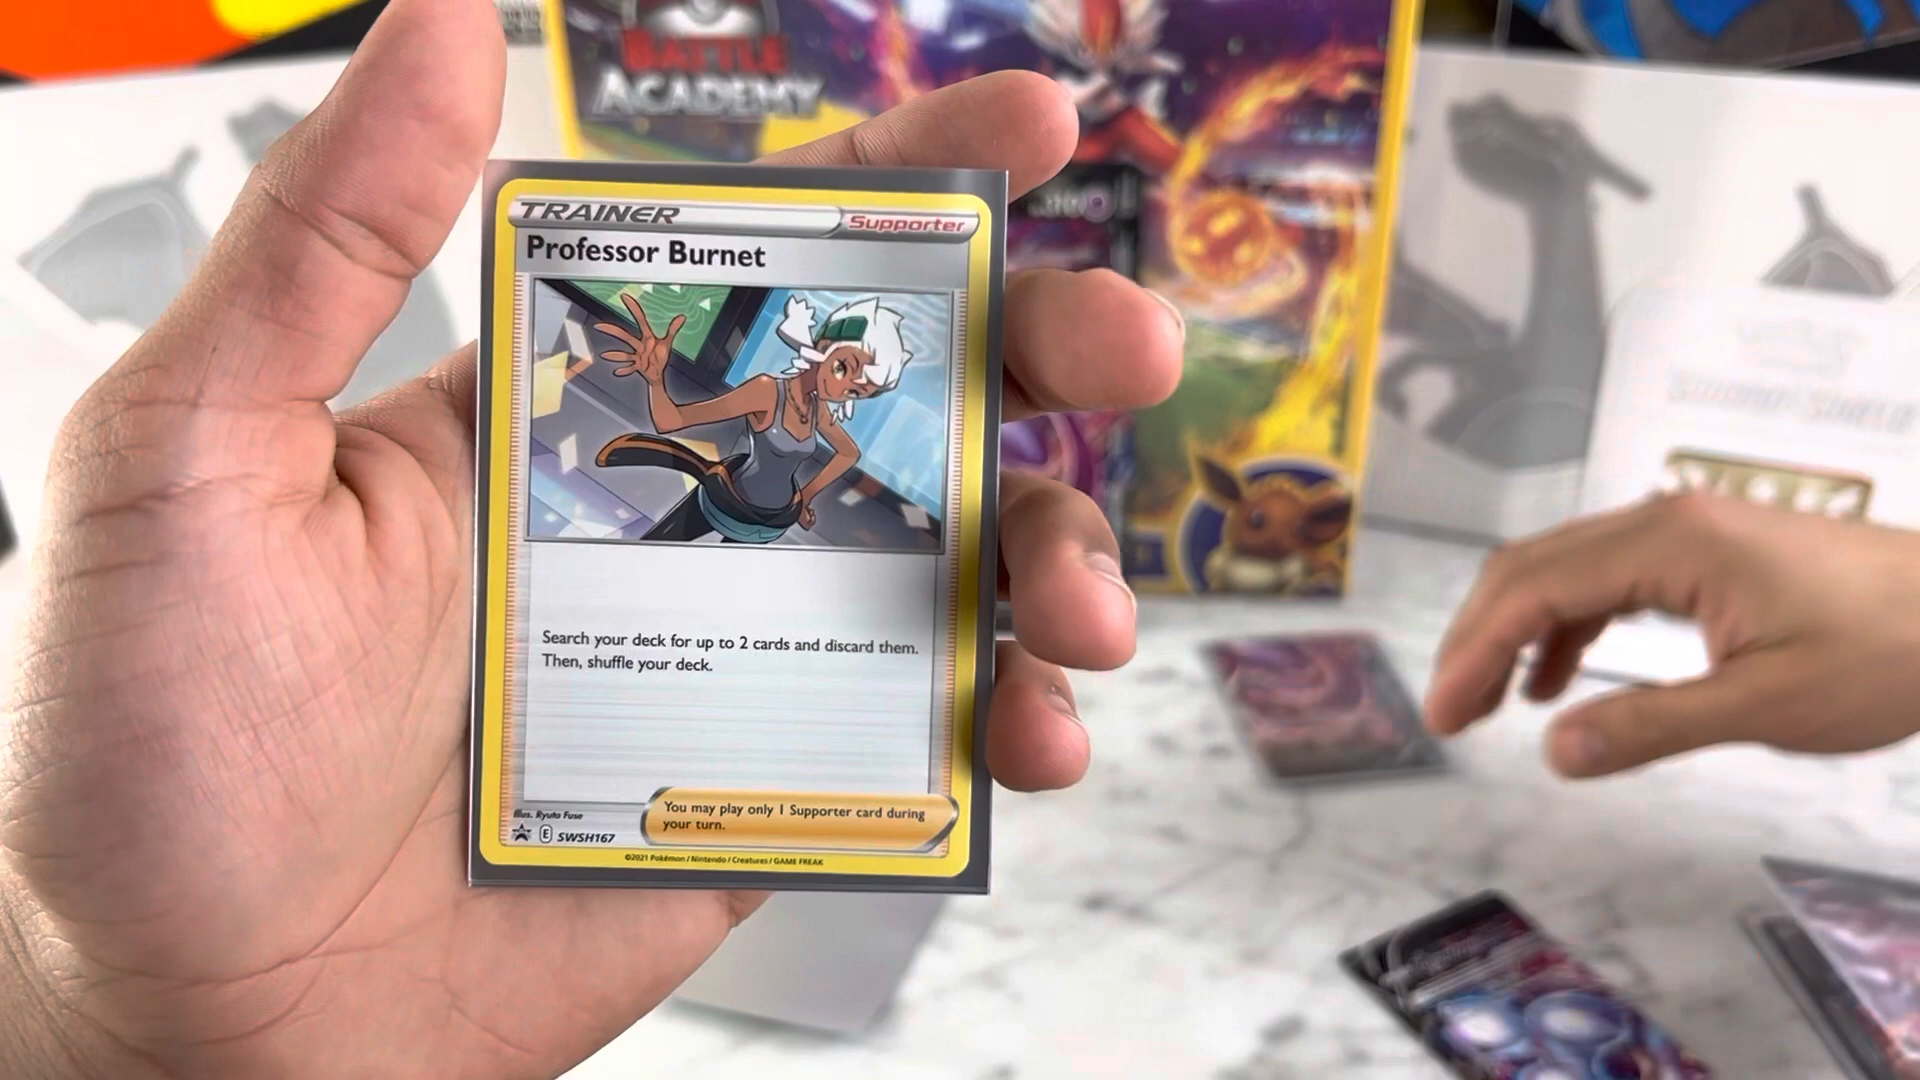 BATTLE
ACADEMY
TRAINER
Supporter
Professor Burnet
Search your deck for up to 2 cards and discard them.
Then, shuffle your deck.
You may play only 1 Supporter card during
your turn.
Illus. Ryuta Fuse
E SWSH167
©2021 Pokémon / Nintendo / Creatures / GAME FREAK